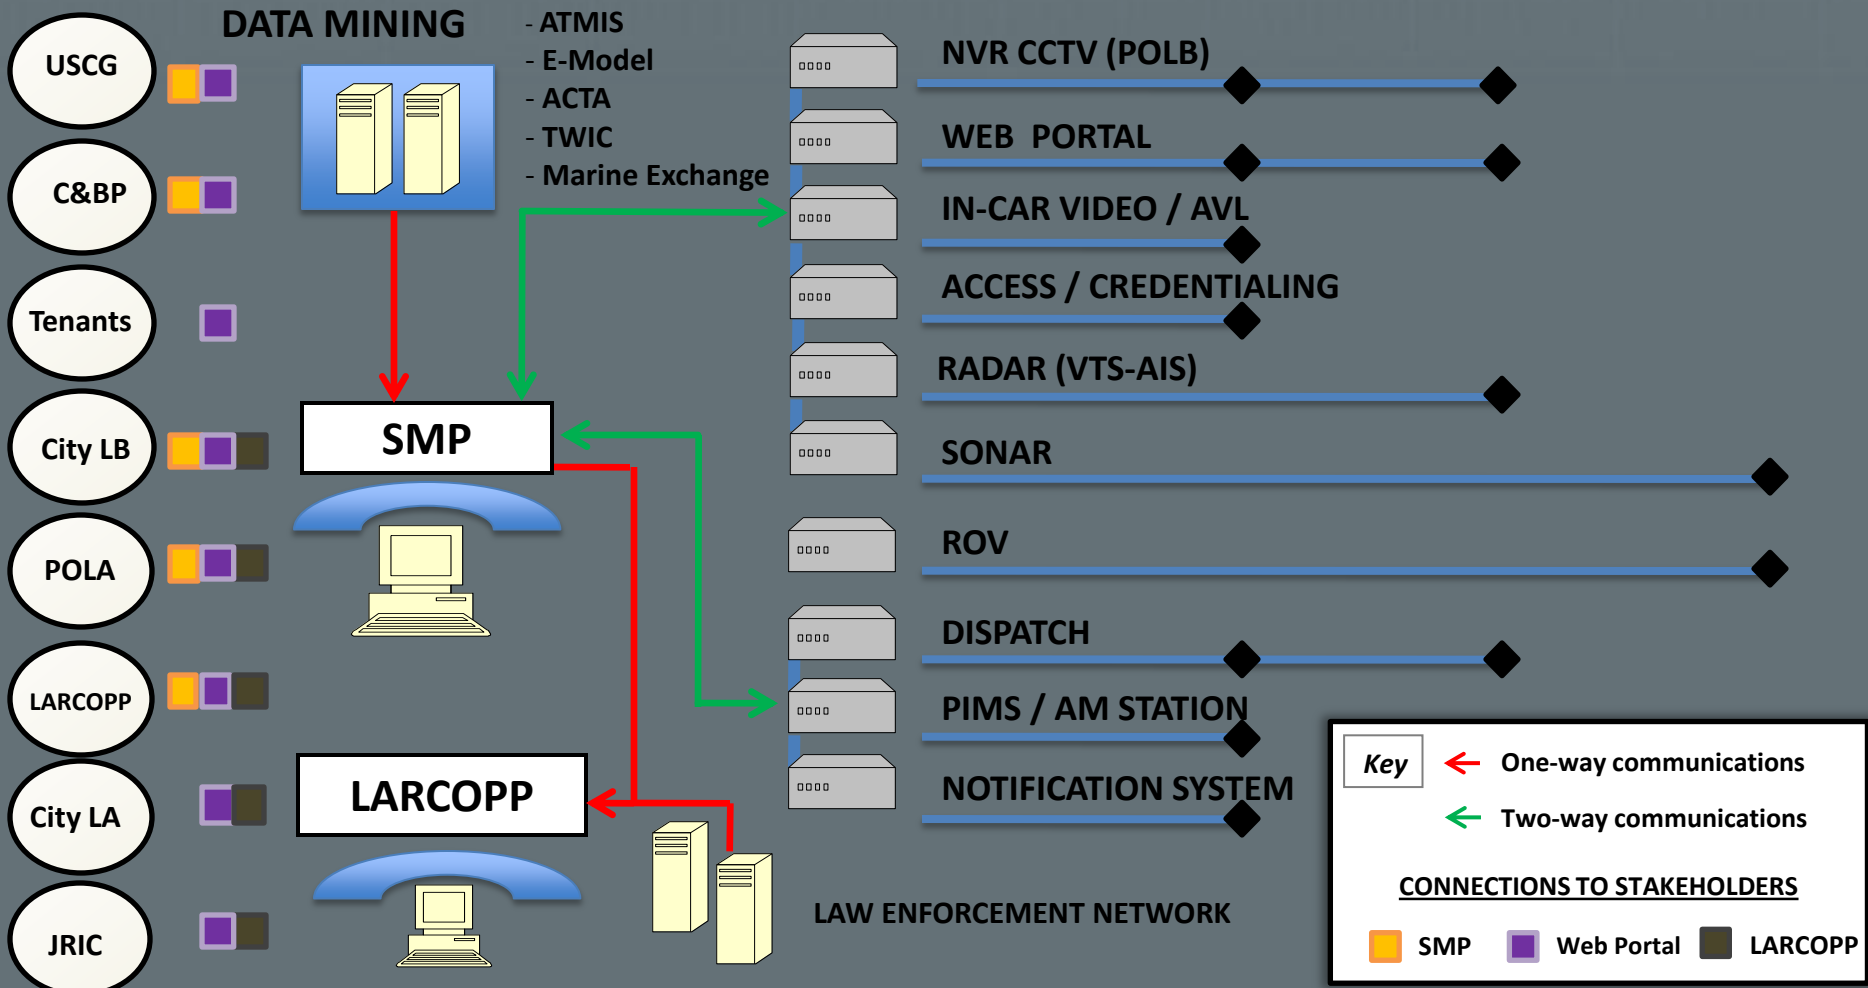 USCG
C&BP
Tenants
City LB
POLA
LARCOPP
City LA
JRIC
DATA MINING
- ATMIS
- E-Model
- ACTA
- TWIC
- Marine Exchange
SMP
LARCOPP
NVR CCTV (POLB)
WEB PORTAL
IN-CAR VIDEO / AVL
ACCESS / CREDENTIALING
RADAR (VTS-AIS)
SONAR
ROV
DISPATCH
PIMS / AM STATION
NOTIFICATION SYSTEM
LAW ENFORCEMENT NETWORK
Key
One-way communications
Two-way communications
CONNECTIONS TO STAKEHOLDERS
SMP
Web Portal
LARCOPP